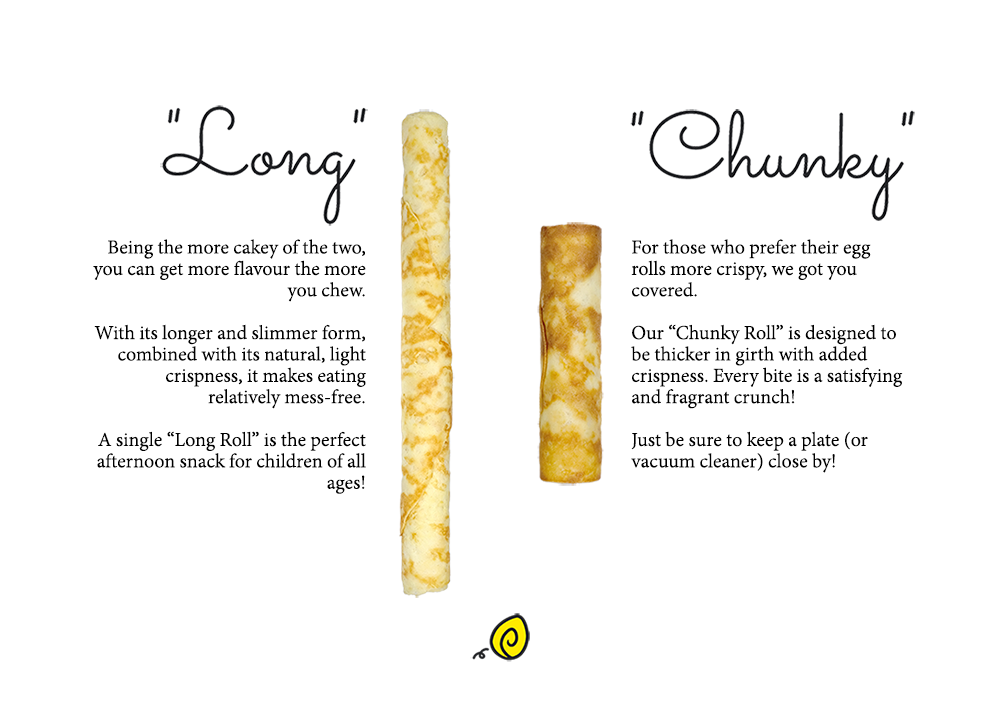 "Long"
Being the more cakey of the two,
you can get more flavour the more
you chew.
With its longer and slimmer form,
combined with its natural, light
crispness, it makes eating
relatively mess-free.
A single “Long Roll” is the perfect
afternoon snack for children of all
ages!
"Chunky"
For those who prefer their egg
rolls more crispy, we got you
covered.
Our “Chunky Roll” is designed to
be thicker in girth with added
crispness. Every bite is a satisfying
and fragrant crunch!
Just be sure to keep a plate (or
vacuum cleaner) close by!